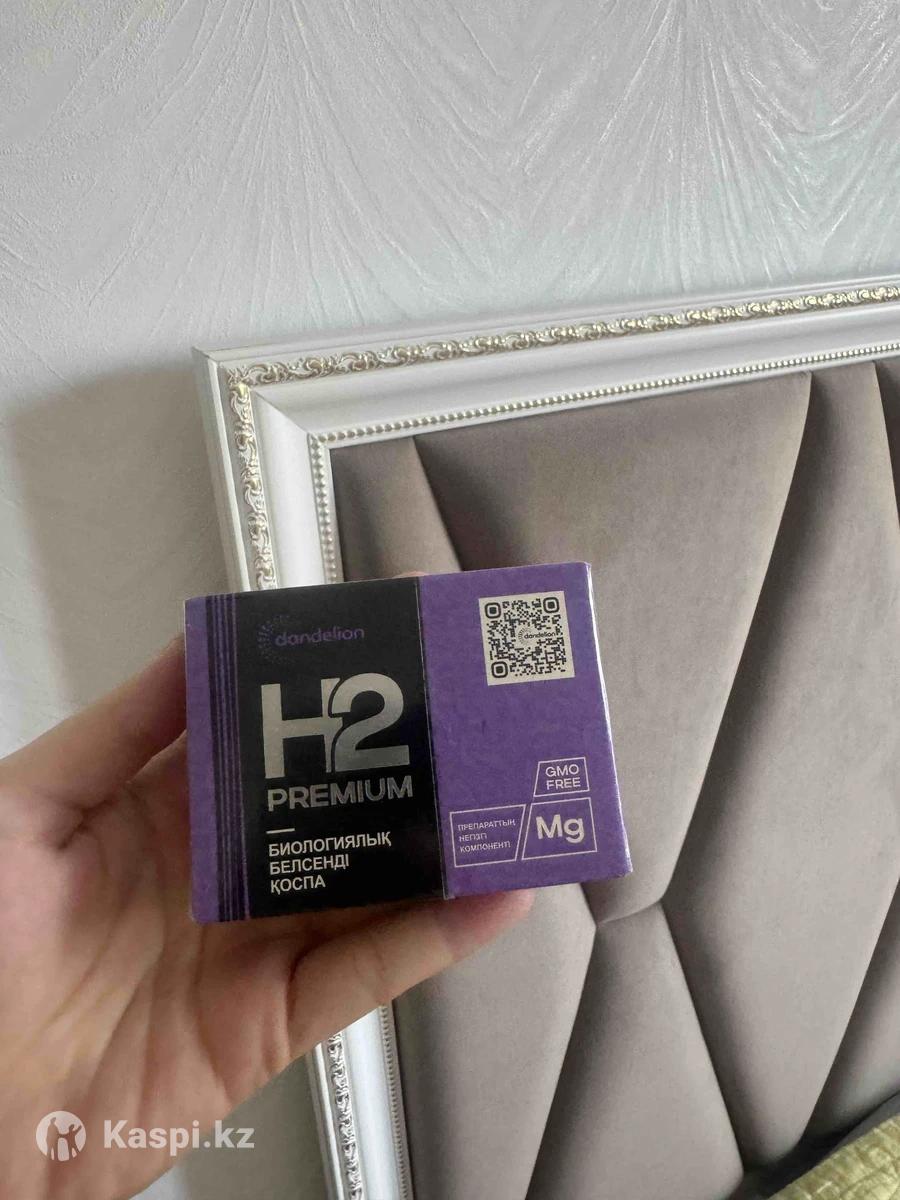 dandelion
H2
PREMIUM
БИОЛОГИЯЛЫҚ
БЕЛСЕНДІ
ҚОСПА
dandelion
GMO
FREE
ПРЕПАРАТТЫҢ
НЕГІЗГІ
КОМПОНЕНТІ
Mg
Kaspi.kz